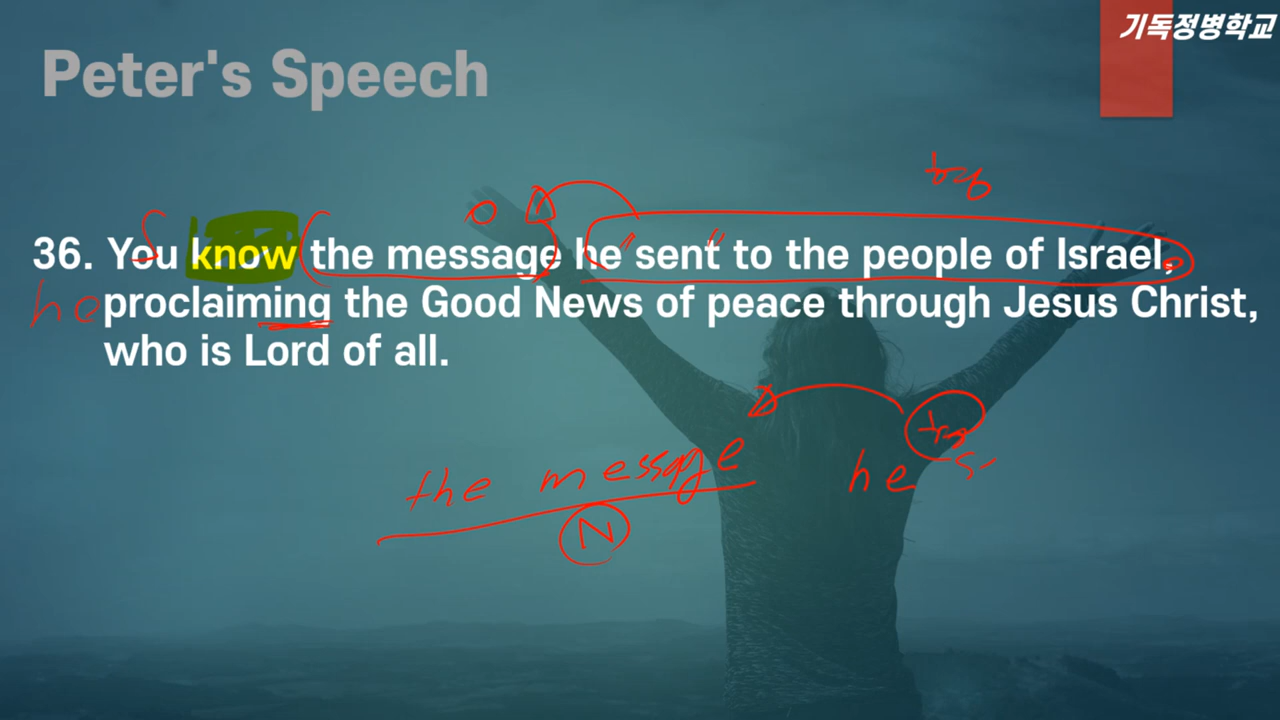 기독정병학교
Peter's Speech
S
O
36. You know the message he "sent" to the people of Israel,
he proclaiming the Good News of peace through Jesus Christ,
who is Lord of all.
the message he
N